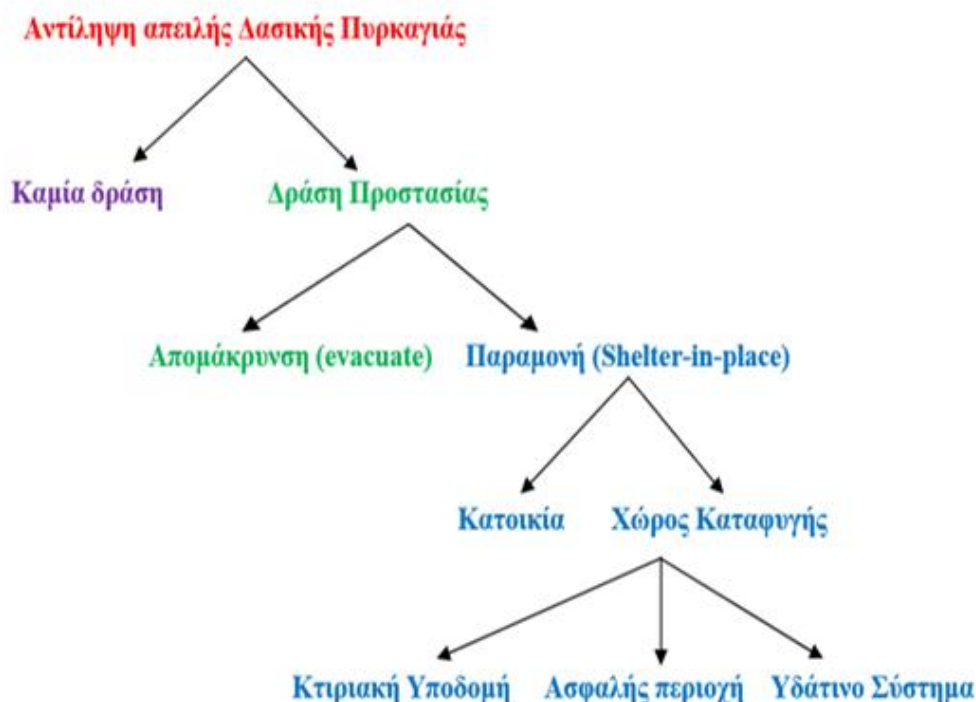 Αντίληψη απειλής Δασικής Πυρκαγιάς
Καμία δράση Δράση Προστασίας
Απομάκρυνση (evacuate) Παραμονή (Shelter-in-place)
Κατοικία Χώρος Καταφυγής
Κτιριακή Υποδομή Ασφαλής περιοχή Υδάτινο Σύστημα